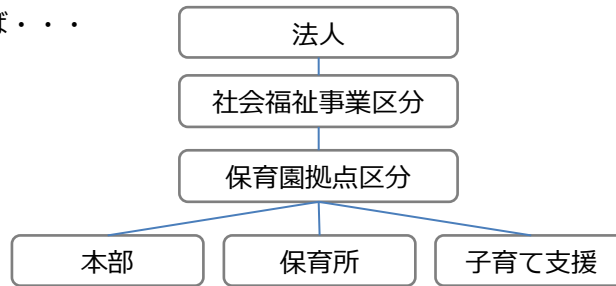 ば・・・
法人
社会福祉事業区分
保育園拠点区分
本部
保育所
子育て支援